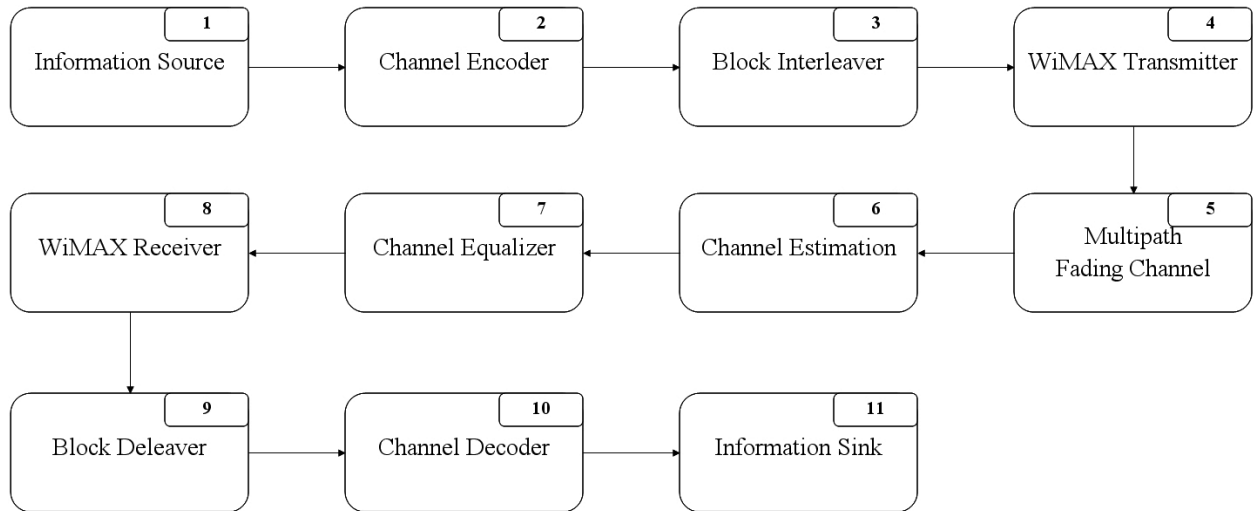 1
Information Source
2
Channel Encoder
3
Block Interleaver
4
WiMAX Transmitter
5
Multipath
Fading Channel
6
Channel Estimation
7
Channel Equalizer
8
WiMAX Receiver
9
Block Deleaver
10
Channel Decoder
11
Information Sink